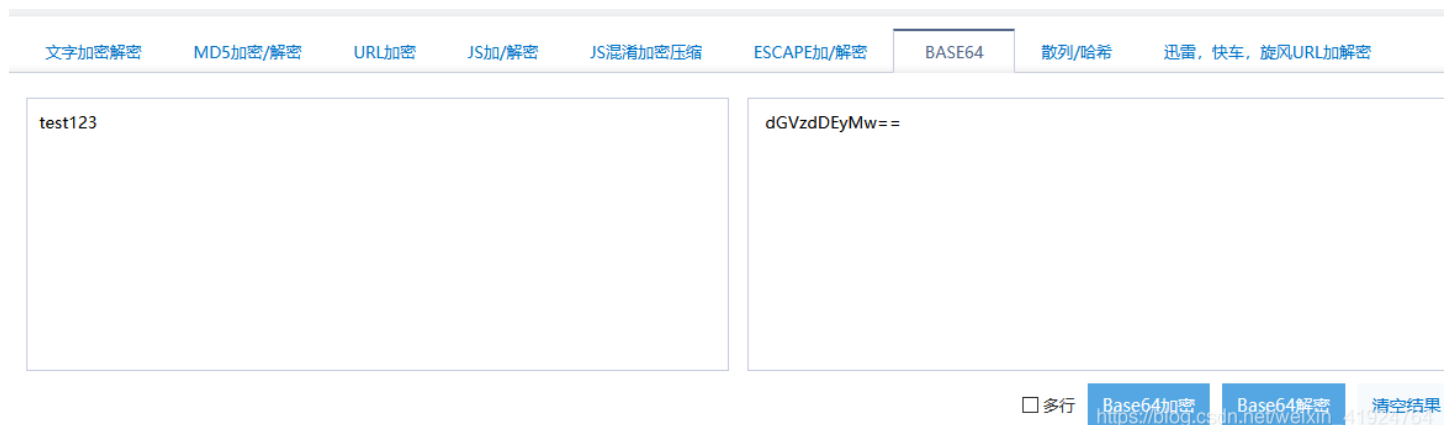 文字加密解密 MD5加密/解密 URL加密 JS加/解密 JS混淆加密压缩 ESCAPE加/解密 BASE64 散列/哈希 迅雷，快车，旋风URL加解密
test123 dGVzdDEyMw==
多行 Base64加密 Base64解密 清空结果
https://blog.csdn.net/weixin_41924764